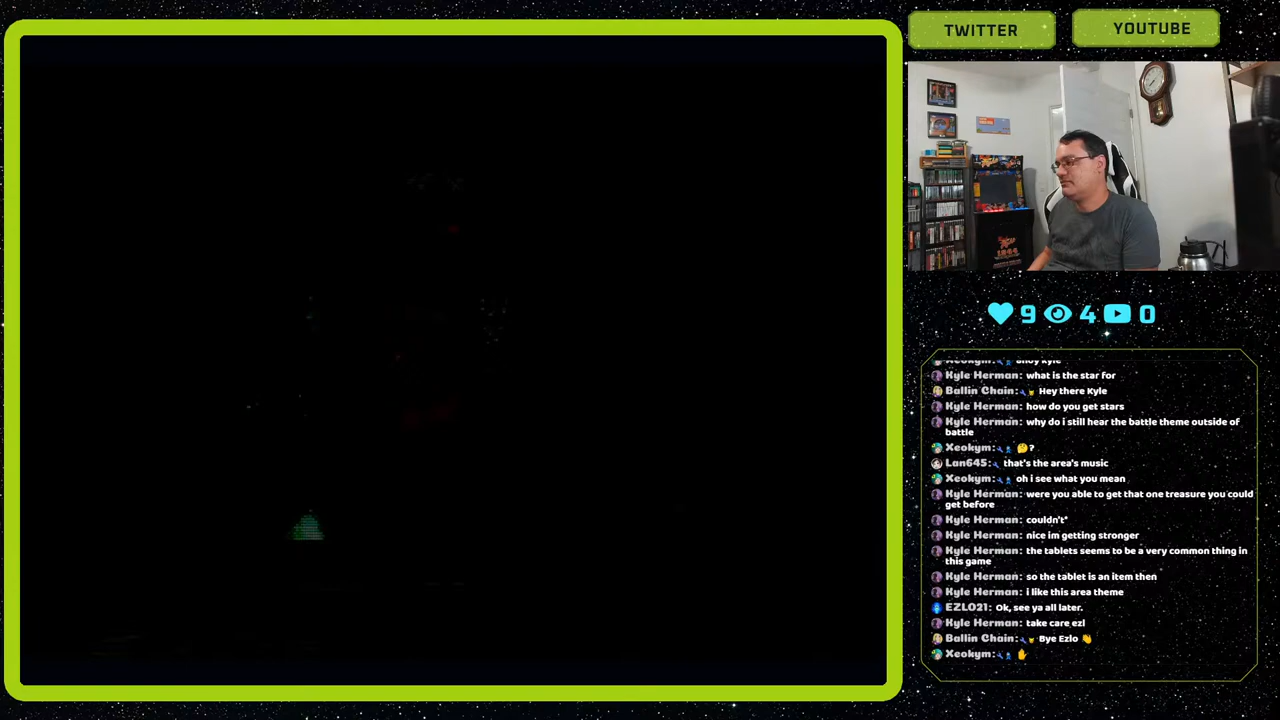 TWITTER
YOUTUBE
9 4 0
Xeokym: ahoy kyle
Kyle Herman: what is the star for
Ballin Chain: Hey there Kyle
Kyle Herman: how do you get stars
Kyle Herman: why do i still hear the battle theme outside of
battle
Xeokym: 🤔?
Lan645: that's the area's music
Xeokym: oh i see what you mean
Kyle Herman: were you able to get that one treasure you could
get before
Kyle Herman: couldn't*
Kyle Herman: nice im getting stronger
Kyle Herman: the tablets seems to be a very common thing in
this game
Kyle Herman: so the tablet is an item then
Kyle Herman: i like this area theme
EZLO21: Ok, see ya all later.
Kyle Herman: take care ezl
Ballin Chain: Bye Ezlo 👋
Xeokym: ✋